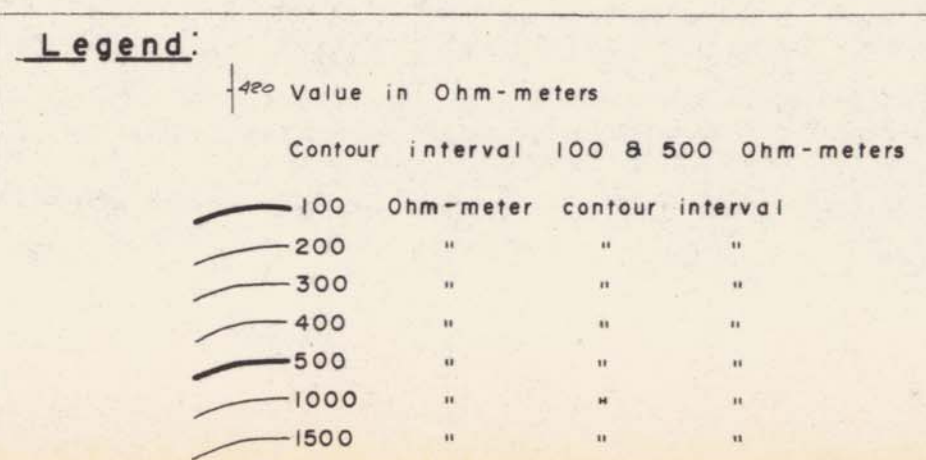 Legend:
420 Value in Ohm-meters
Contour interval 100 & 500 Ohm-meters
100 Ohm-meter contour interval
200 " " "
300 " " "
400 " " "
500 " " "
1000 " " "
1500 " " "